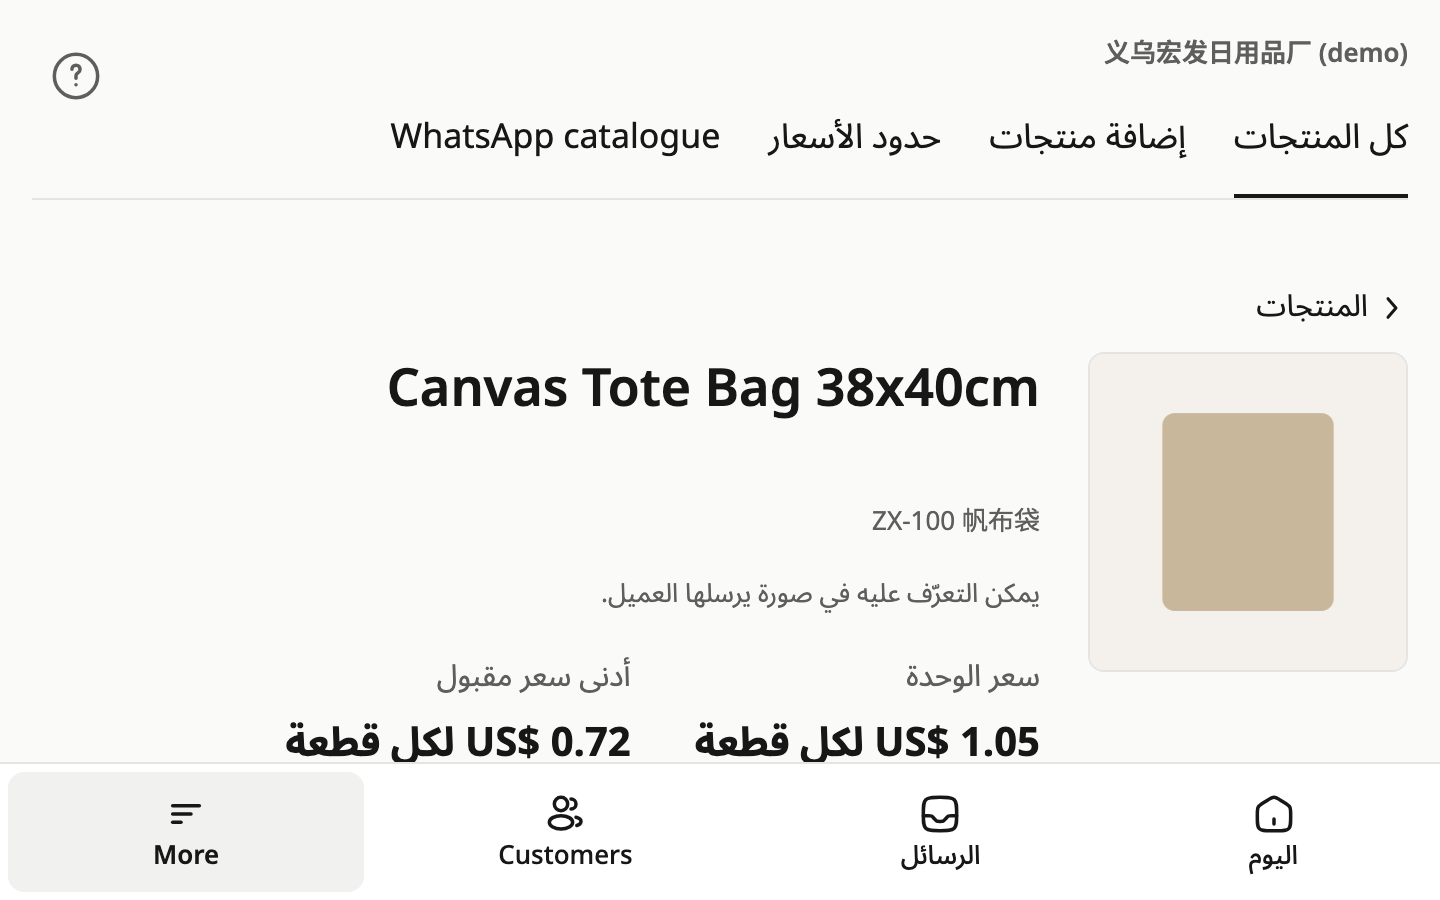 义乌宏发日用品厂 (demo)
كل المنتجات
إضافة منتجات
حدود الأسعار
WhatsApp catalogue
المنتجات
Canvas Tote Bag 38x40cm
ZX-100 帆布袋
يمكن التعرّف عليه في صورة يرسلها العميل.
سعر الوحدة
أدنى سعر مقبول
US$ 1.05 لكل قطعة
US$ 0.72 لكل قطعة
اليوم
الرسائل
Customers
More